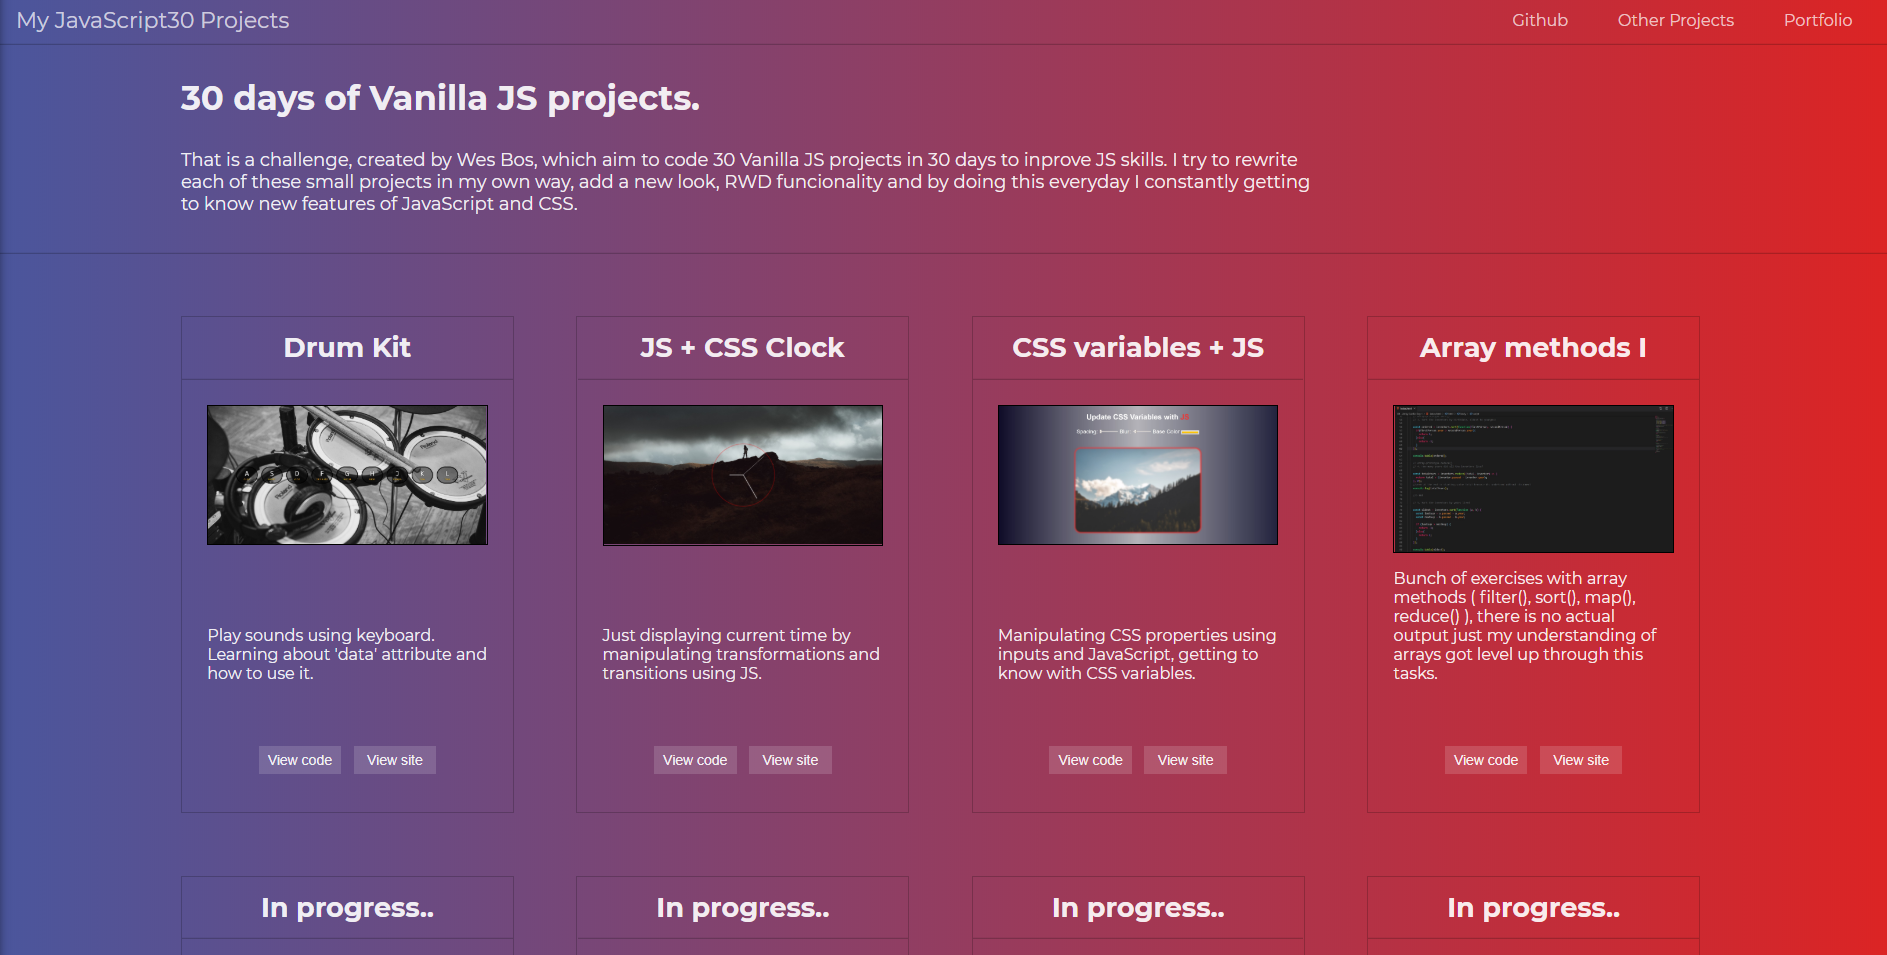 My JavaScript30 Projects
Github
Other Projects
Portfolio
30 days of Vanilla JS projects.
That is a challenge, created by Wes Bos, which aim to code 30 Vanilla JS projects in 30 days to inprove JS skills. I try to rewrite
each of these small projects in my own way, add a new look, RWD funcionality and by doing this everyday I constantly getting
to know new features of JavaScript and CSS.
Drum Kit
A S D F G H J K L
Play sounds using keyboard.
Learning about 'data' attribute and
how to use it.
View code
View site
JS + CSS Clock
Just displaying current time by
manipulating transformations and
transitions using JS.
View code
View site
CSS variables + JS
Update CSS Variables with JS
Spacing: Blur: Base Color
Manipulating CSS properties using
inputs and JavaScript, getting to
know with CSS variables.
View code
View site
Array methods I
Bunch of exercises with array
methods ( filter(), sort(), map(),
reduce() ), there is no actual
output just my understanding of
arrays got level up through this
tasks.
View code
View site
In progress..
In progress..
In progress..
In progress..